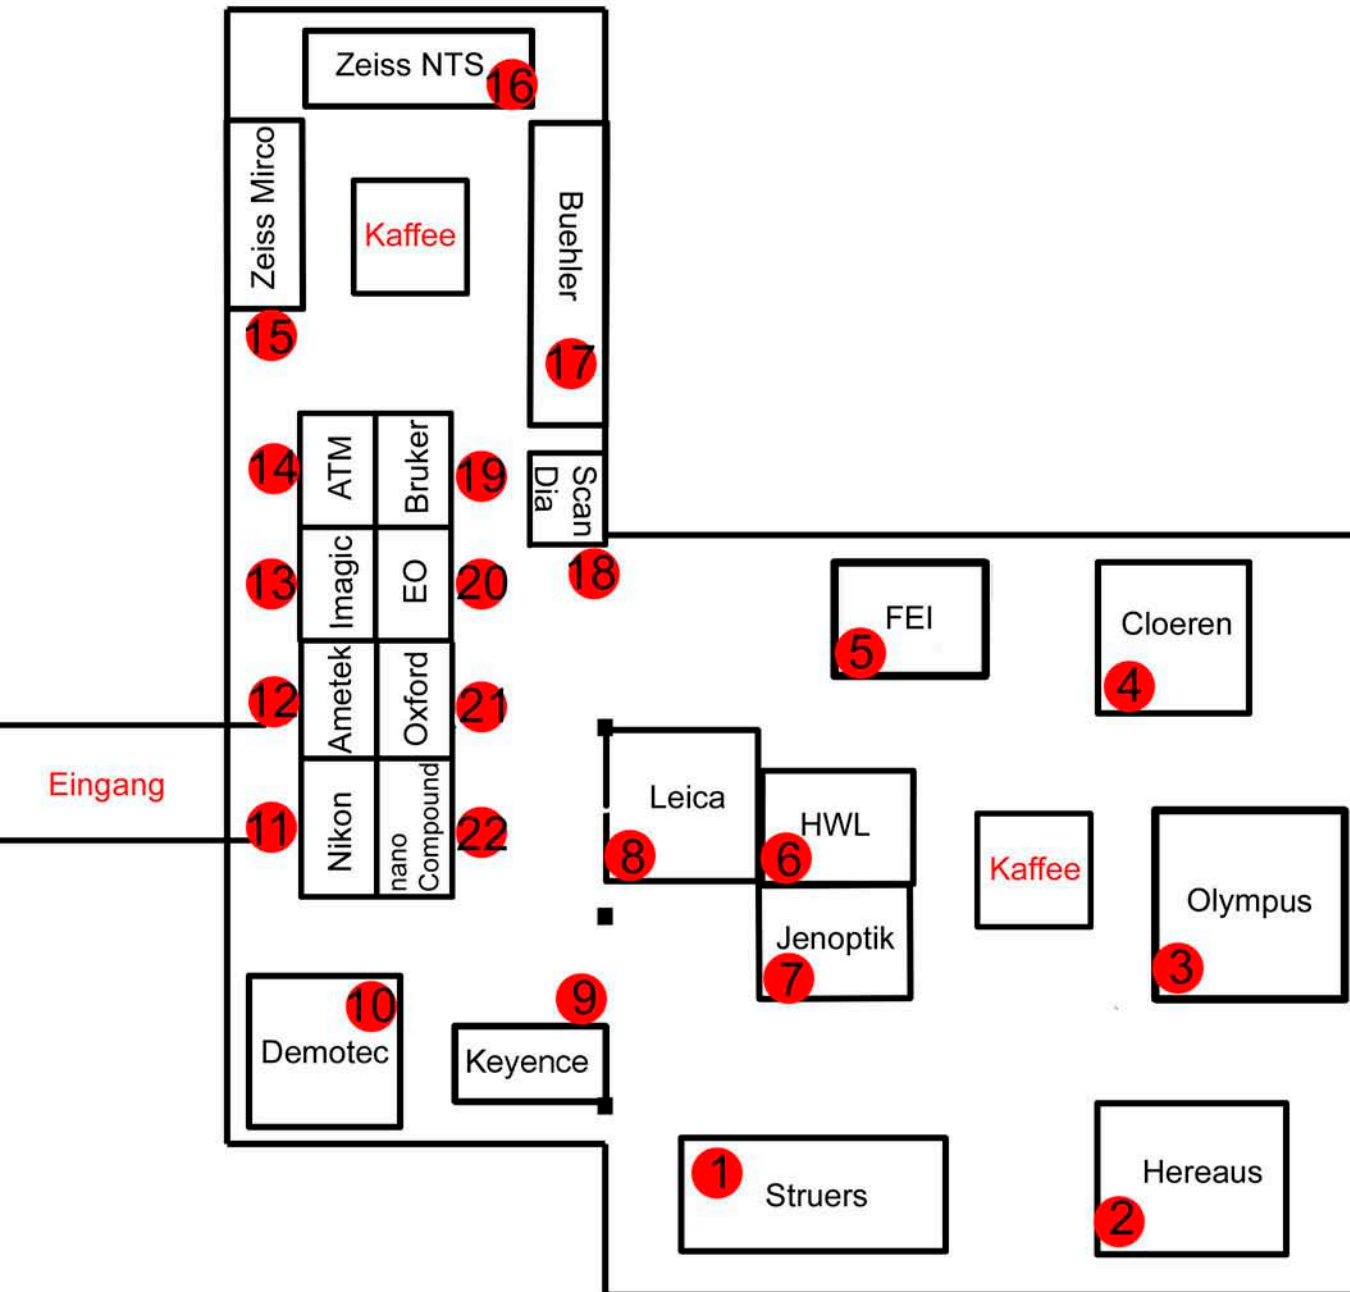 Zeiss NTS
16
Zeiss Mirco
15
Kaffee
Buehler
17
14
ATM
Bruker
19
Scan
Dia
18
13
Imagic
EO
20
12
Ametek
Oxford
21
Eingang
11
Nikon
nano
Compound
22
FEI
5
Cloeren
4
Leica
8
HWL
6
Jenoptik
7
Kaffee
Olympus
3
10
Demotec
9
Keyence
1
Struers
Hereaus
2